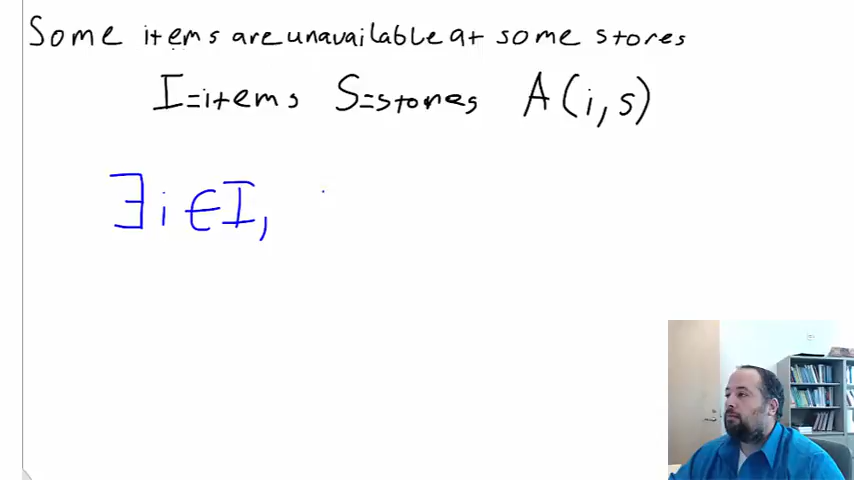 Some items are unavailable at some stores
I=items S=stores A(i,s)
∃ i ∈ I,